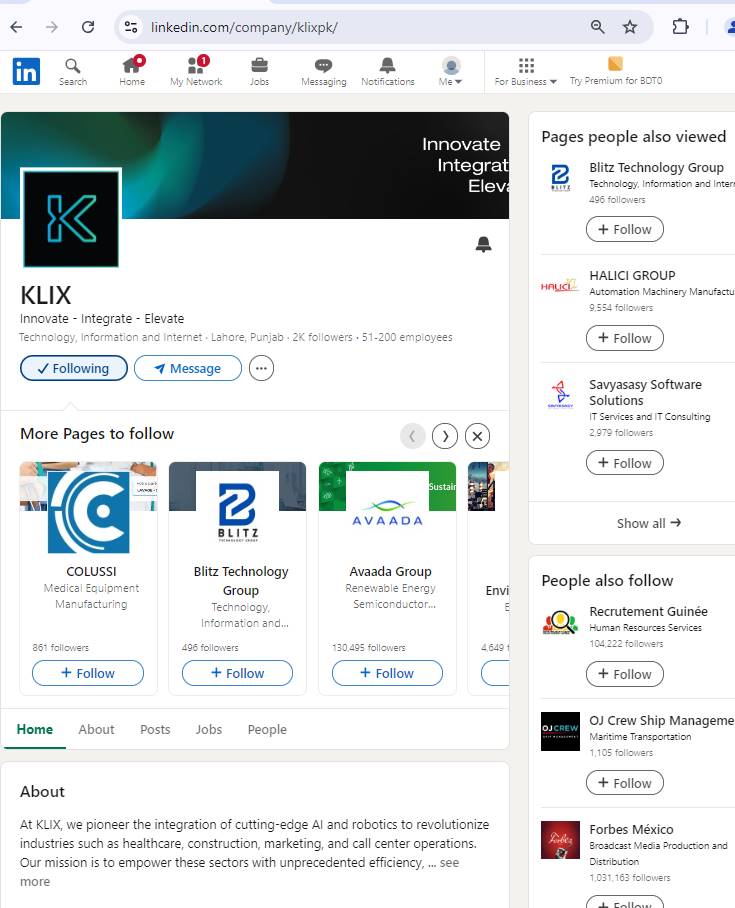 linkedin.com/company/klixpk/
in
Search
Home
1
My Network
Jobs
Messaging
Notifications
Me
For Business
Try Premium for BDT0
Innovate
Integrat
Eleva
K
KLIX
Innovate - Integrate - Elevate
Technology, Information and Internet · Lahore, Punjab · 2K followers · 51-200 employees
Following
Message
More Pages to follow
COLUSSI
Medical Equipment
Manufacturing
861 followers
+ Follow
BLITZ
TECHNOLOGY GROUP
Blitz Technology
Group
Technology,
Information and...
496 followers
+ Follow
Sustain
AVAADA
Avaada Group
Renewable Energy
Semiconductor...
130,495 followers
+ Follow
Envi
E
4,649 f
Home
About
Posts
Jobs
People
About
At KLIX, we pioneer the integration of cutting-edge AI and robotics to revolutionize
industries such as healthcare, construction, marketing, and call center operations.
Our mission is to empower these sectors with unprecedented efficiency, ... see
more
Pages people also viewed
BLITZ
Blitz Technology Group
Technology, Information and Inter
496 followers
+ Follow
HALICI
HALICI GROUP
Automation Machinery Manufactu
9,554 followers
+ Follow
SAVYASASY
Savyasasy Software
Solutions
IT Services and IT Consulting
2,979 followers
+ Follow
Show all →
People also follow
Recrutement Guinée
Human Resources Services
104,222 followers
+ Follow
OJ CREW
SHIP MANAGEMENT
OJ Crew Ship Manageme
Maritime Transportation
1,105 followers
+ Follow
Forbes
Forbes México
Broadcast Media Production and
Distribution
1,031,163 followers
+ Follow